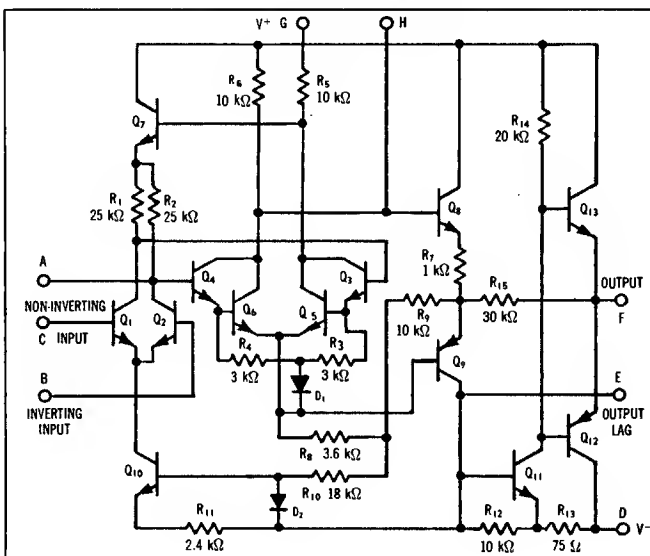 V+ G
H
R6
10 kΩ
R5
10 kΩ
R14
20 kΩ
Q7
R1
25 kΩ
R2
25 kΩ
Q8
Q13
R7
1 kΩ
A
Q4
Q6
Q5
Q3
NON-INVERTING
C INPUT
Q1
Q2
R9
10 kΩ
R15
30 kΩ
OUTPUT
F
R4
3 kΩ
R3
3 kΩ
D1
Q9
B
INVERTING
INPUT
E
OUTPUT
LAG
R8 3.6 kΩ
Q12
Q10
R10 18 kΩ
Q11
D2
R11
2.4 kΩ
R12
10 kΩ
R13
75 Ω
D
V−